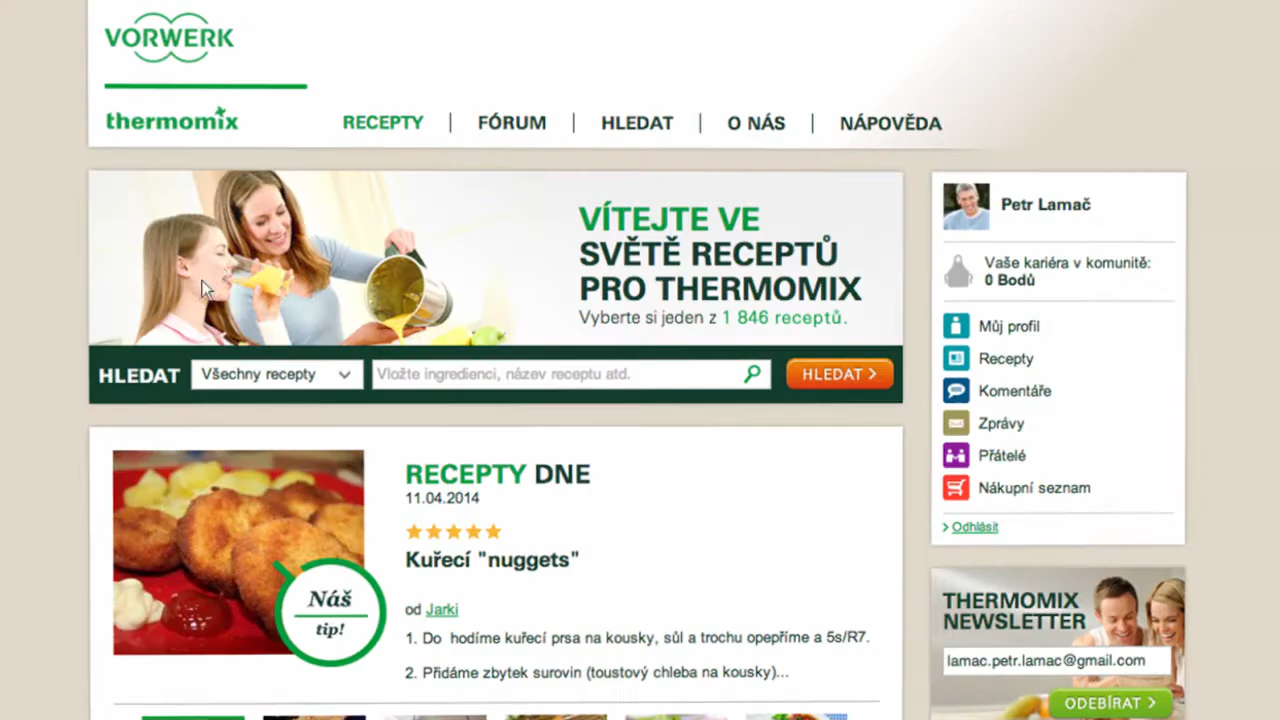 VORWERK
thermomix
RECEPTY | FÓRUM | HLEDAT | O NÁS | NÁPOVĚDA
VÍTEJTE VE
SVĚTĚ RECEPTŮ
PRO THERMOMIX
Vyberte si jeden z 1 846 receptů.
HLEDAT Všechny recepty Vložte ingredienci, název receptu atd. HLEDAT >
RECEPTY DNE
11.04.2014
Kuřecí "nuggets"
od Jarki
1. Do hodíme kuřecí prsa na kousky, sůl a trochu opepříme a 5s/R7.
2. Přidáme zbytek surovin (toustový chleba na kousky)...
Náš
tip!
Petr Lamač
Vaše kariéra v komunitě:
0 Bodů
Můj profil
Recepty
Komentáře
Zprávy
Přátelé
Nákupní seznam
> Odhlásit
THERMOMIX
NEWSLETTER
lamac.petr.lamac@gmail.com
ODEBÍRAT >